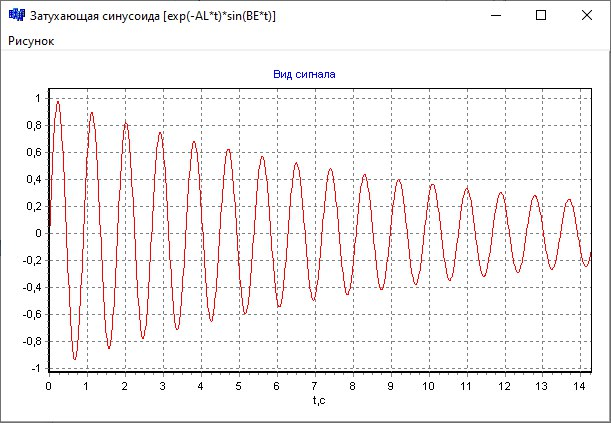 Затухающая синусоида [exp(-AL*t)*sin(BE*t)]
Рисунок
Вид сигнала
1
0,8
0,6
0,4
0,2
0
-0,2
-0,4
-0,6
-0,8
-1
0 1 2 3 4 5 6 7 8 9 10 11 12 13 14
t,c